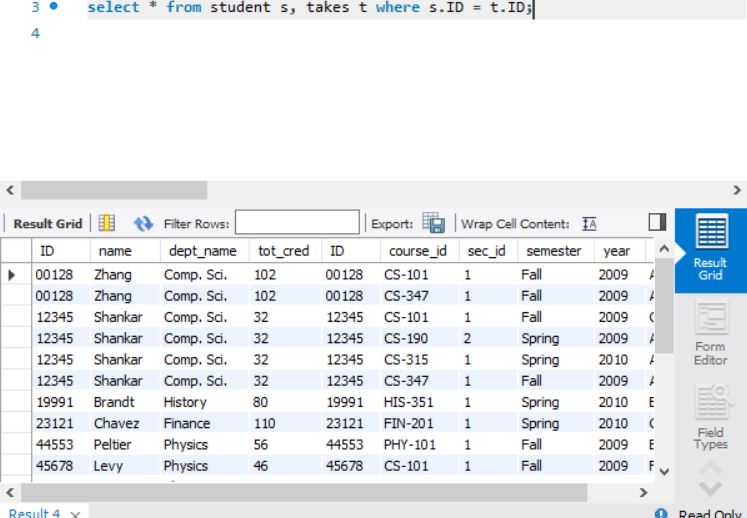 3 select * from student s, takes t where s.ID = t.ID;
4
Result Grid Filter Rows: Export: Wrap Cell Content: IA
ID name dept_name tot_cred ID course_id sec_id semester year
00128 Zhang Comp. Sci. 102 00128 CS-101 1 Fall 2009
00128 Zhang Comp. Sci. 102 00128 CS-347 1 Fall 2009
12345 Shankar Comp. Sci. 32 12345 CS-101 1 Fall 2009
12345 Shankar Comp. Sci. 32 12345 CS-190 2 Spring 2009
12345 Shankar Comp. Sci. 32 12345 CS-315 1 Spring 2010
12345 Shankar Comp. Sci. 32 12345 CS-347 1 Fall 2009
19991 Brandt History 80 19991 HIS-351 1 Spring 2010
23121 Chavez Finance 110 23121 FIN-201 1 Spring 2010
44553 Peltier Physics 56 44553 PHY-101 1 Fall 2009
45678 Levy Physics 46 45678 CS-101 1 Fall 2009
Result
Grid
Form
Editor
Field
Types
Result 4 × Read Only